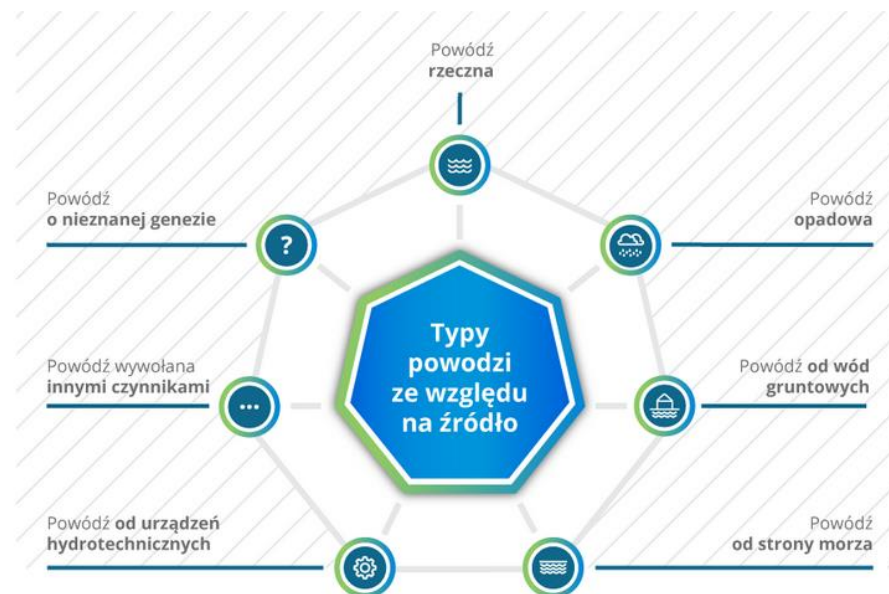 Powódź
rzeczna
Powódź
o nieznanej genezie
?
Powódź
opadowa
Typy
powodzi
ze względu
na źródło
Powódź wywołana
innymi czynnikami
Powódź od wód
gruntowych
Powódź od urządzeń
hydrotechnicznych
Powódź
od strony morza